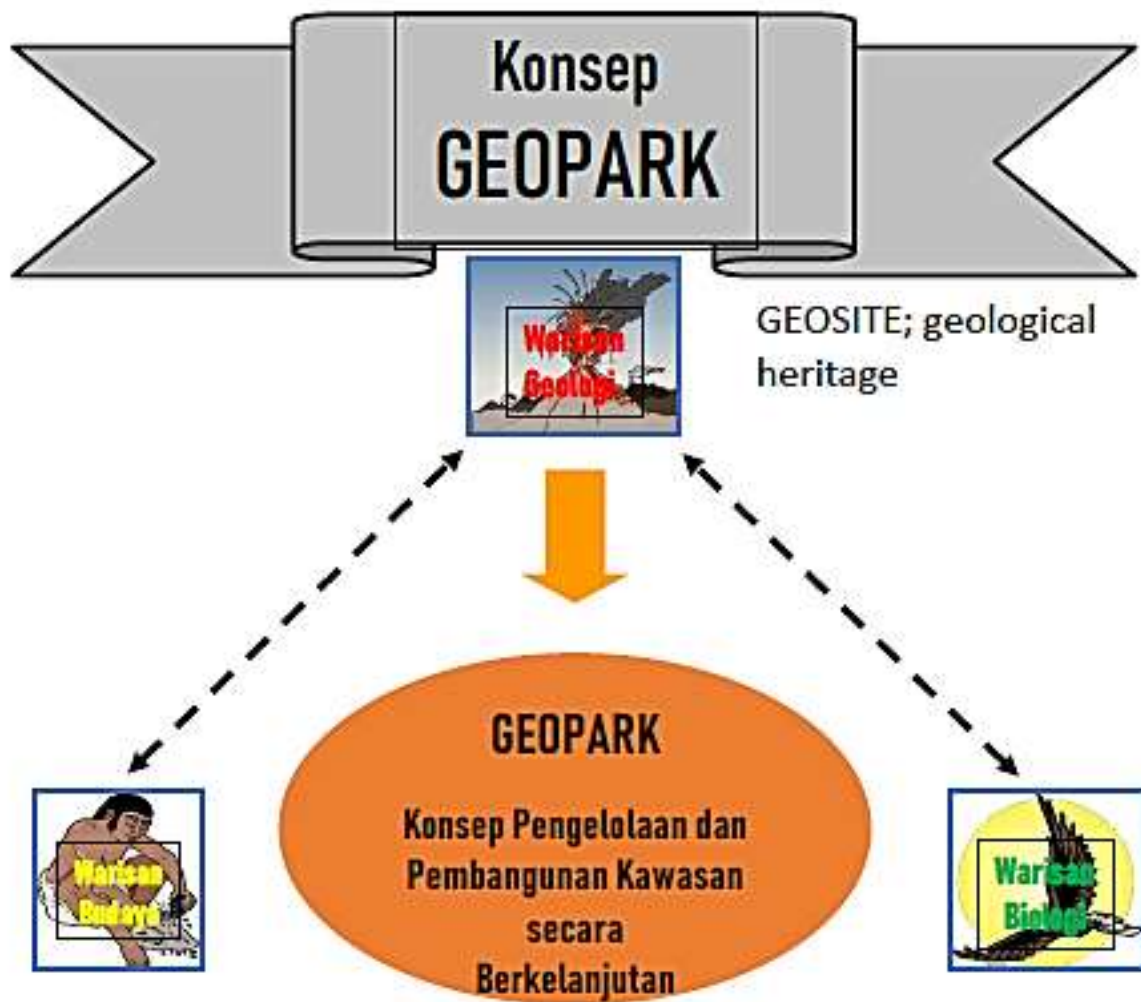 Konsep
GEOPARK
Warisan
Geologi
GEOSITE; geological
heritage
GEOPARK
Konsep Pengelolaan dan
Pembangunan Kawasan
secara
Berkelanjutan
Warisan
Budaya
Warisan
Biologi